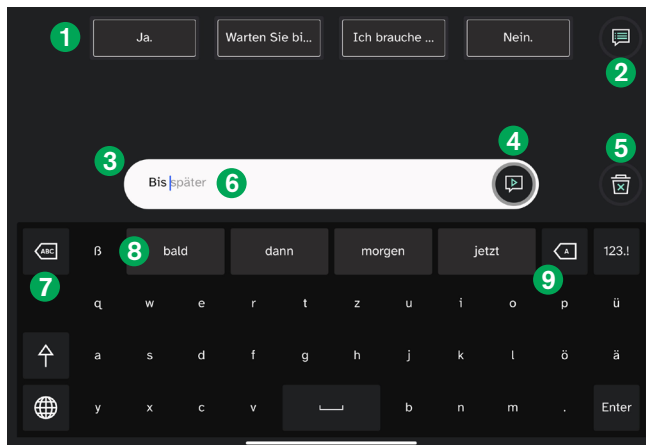 1 Ja. Warten Sie bi... Ich brauche ... Nein.
2
3 4 5
Bis später 6
ABC ß 8 bald dann morgen jetzt A 123.!
7 9
q w e r t z u i o p ü
a s d f g h j k l ö ä
y x c v b n m . Enter